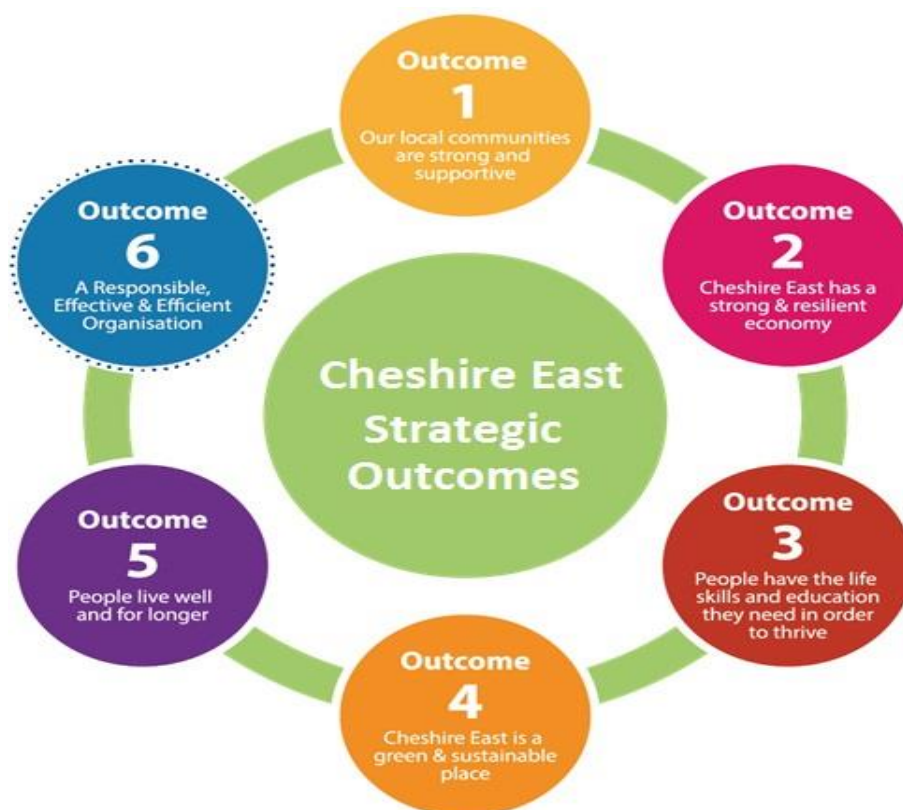 Outcome
1
Our local communities
are strong and
supportive
Outcome
2
Cheshire East has a
strong & resilient
economy
Outcome
3
People have the life
skills and education
they need in order
to thrive
Outcome
4
Cheshire East is a
green & sustainable
place
Outcome
5
People live well
and for longer
Outcome
6
A Responsible,
Effective & Efficient
Organisation
Cheshire East
Strategic
Outcomes